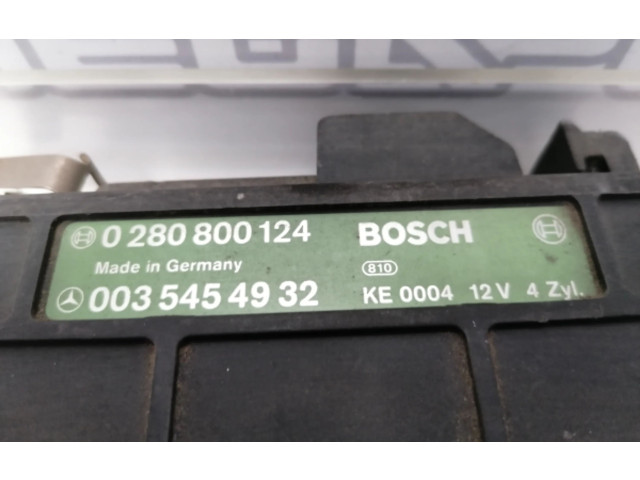 0 280 800 124 BOSCH
Made in Germany 810
003 545 49 32 KE 0004 12 V 4 Zyl.